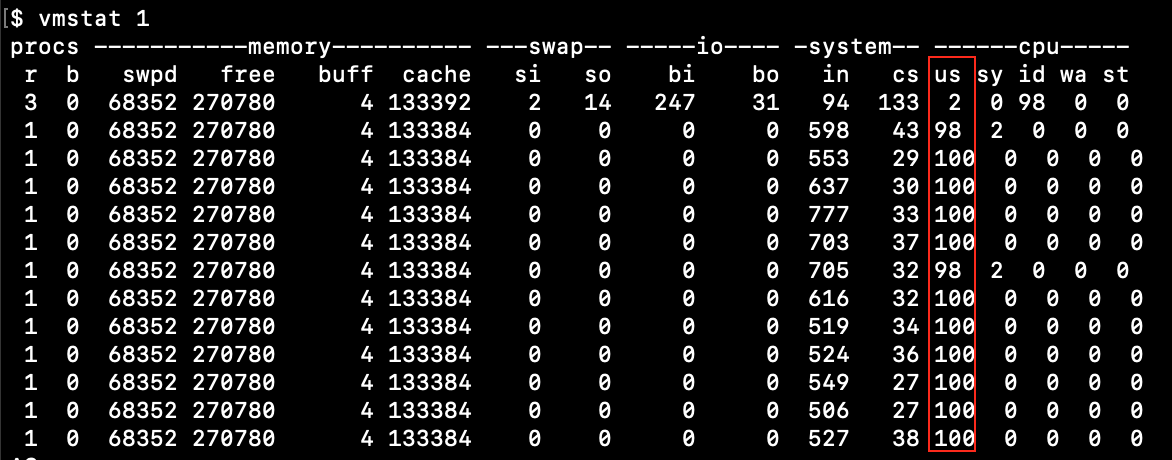 [$ vmstat 1
procs -----------memory---------- ---swap-- -----io---- -system-- ------cpu-----
 r  b   swpd   free   buff  cache   si   so    bi    bo   in   cs us sy id wa st
 3  0  68352 270780      4 133392    2   14   247    31   94  133  2  0 98  0  0
 1  0  68352 270780      4 133384    0    0     0     0  598   43 98  2  0  0  0
 1  0  68352 270780      4 133384    0    0     0     0  553   29 100  0  0  0  0
 1  0  68352 270780      4 133384    0    0     0     0  637   30 100  0  0  0  0
 1  0  68352 270780      4 133384    0    0     0     0  777   33 100  0  0  0  0
 1  0  68352 270780      4 133384    0    0     0     0  703   37 100  0  0  0  0
 1  0  68352 270780      4 133384    0    0     0     0  705   32 98  2  0  0  0
 1  0  68352 270780      4 133384    0    0     0     0  616   32 100  0  0  0  0
 1  0  68352 270780      4 133384    0    0     0     0  519   34 100  0  0  0  0
 1  0  68352 270780      4 133384    0    0     0     0  524   36 100  0  0  0  0
 1  0  68352 270780      4 133384    0    0     0     0  549   27 100  0  0  0  0
 1  0  68352 270780      4 133384    0    0     0     0  506   27 100  0  0  0  0
 1  0  68352 270780      4 133384    0    0     0     0  527   38 100  0  0  0  0